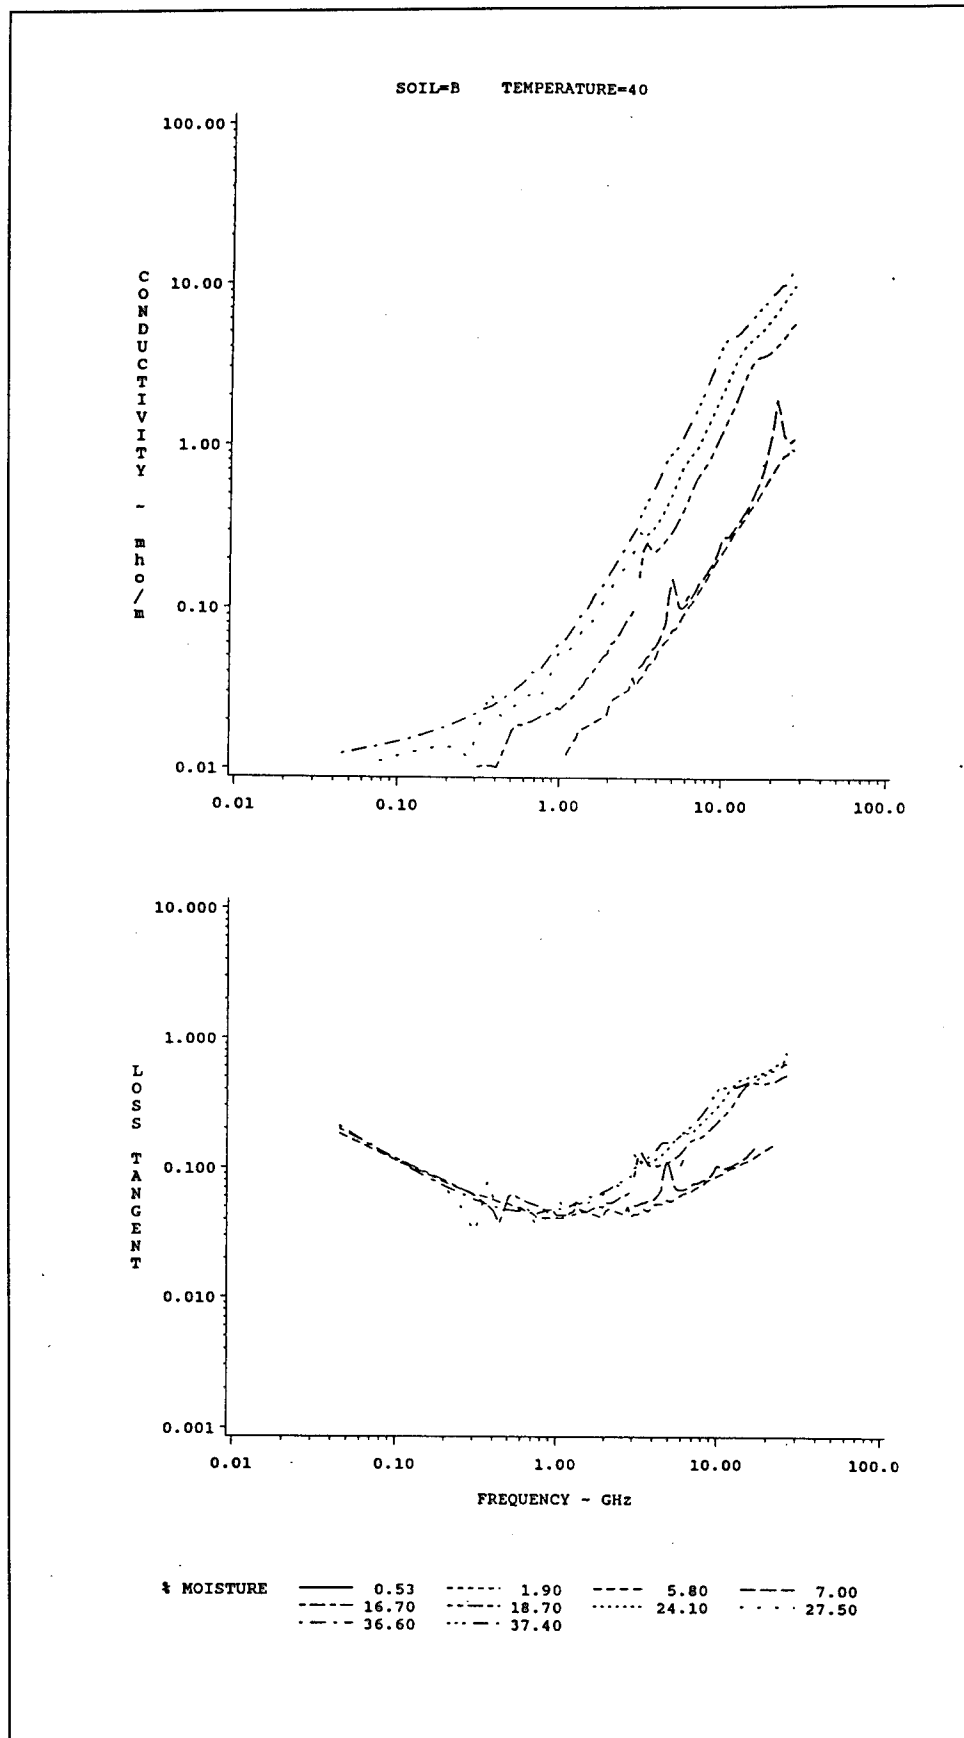 SOIL=B TEMPERATURE=40
100.00
10.00
1.00
0.10
0.01
CONDUCTIVITY ~ mho/m
0.01 0.10 1.00 10.00 100.0
10.000
1.000
0.100
0.010
0.001
LOSS TANGENT
0.01 0.10 1.00 10.00 100.0
FREQUENCY ~ GHz
% MOISTURE 0.53 1.90 5.80 7.00
16.70 18.70 24.10 27.50
36.60 37.40